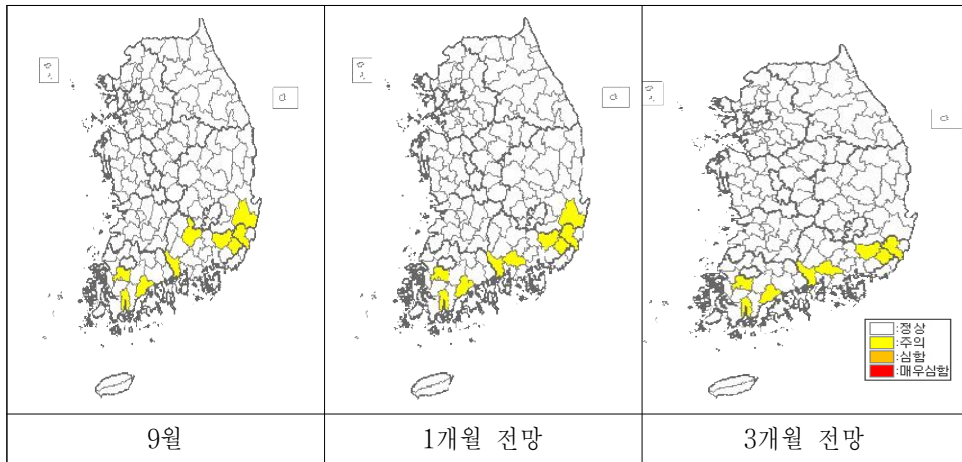 :정상
:주의
:심함
:매우심함
9월
1개월 전망
3개월 전망